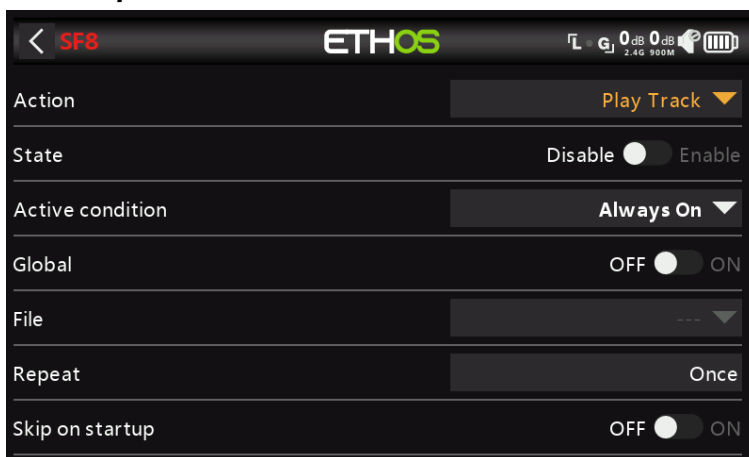 SF8 ETHOS L G 0dB 0dB 2.4G 900M
Action Play Track
State Disable Enable
Active condition Always On
Global OFF ON
File ---
Repeat Once
Skip on startup OFF ON